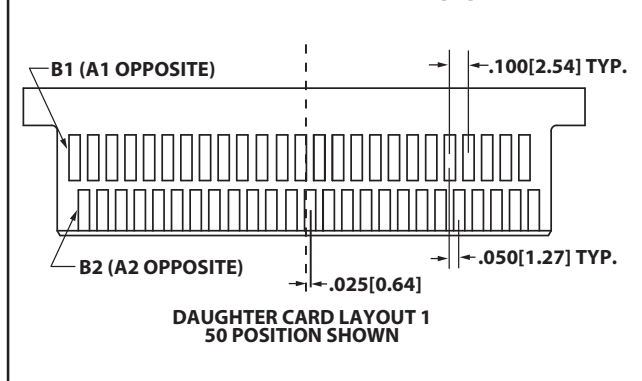 B1 (A1 OPPOSITE)
.100[2.54] TYP.
B2 (A2 OPPOSITE)
.050[1.27] TYP.
.025[0.64]
DAUGHTER CARD LAYOUT 1
50 POSITION SHOWN